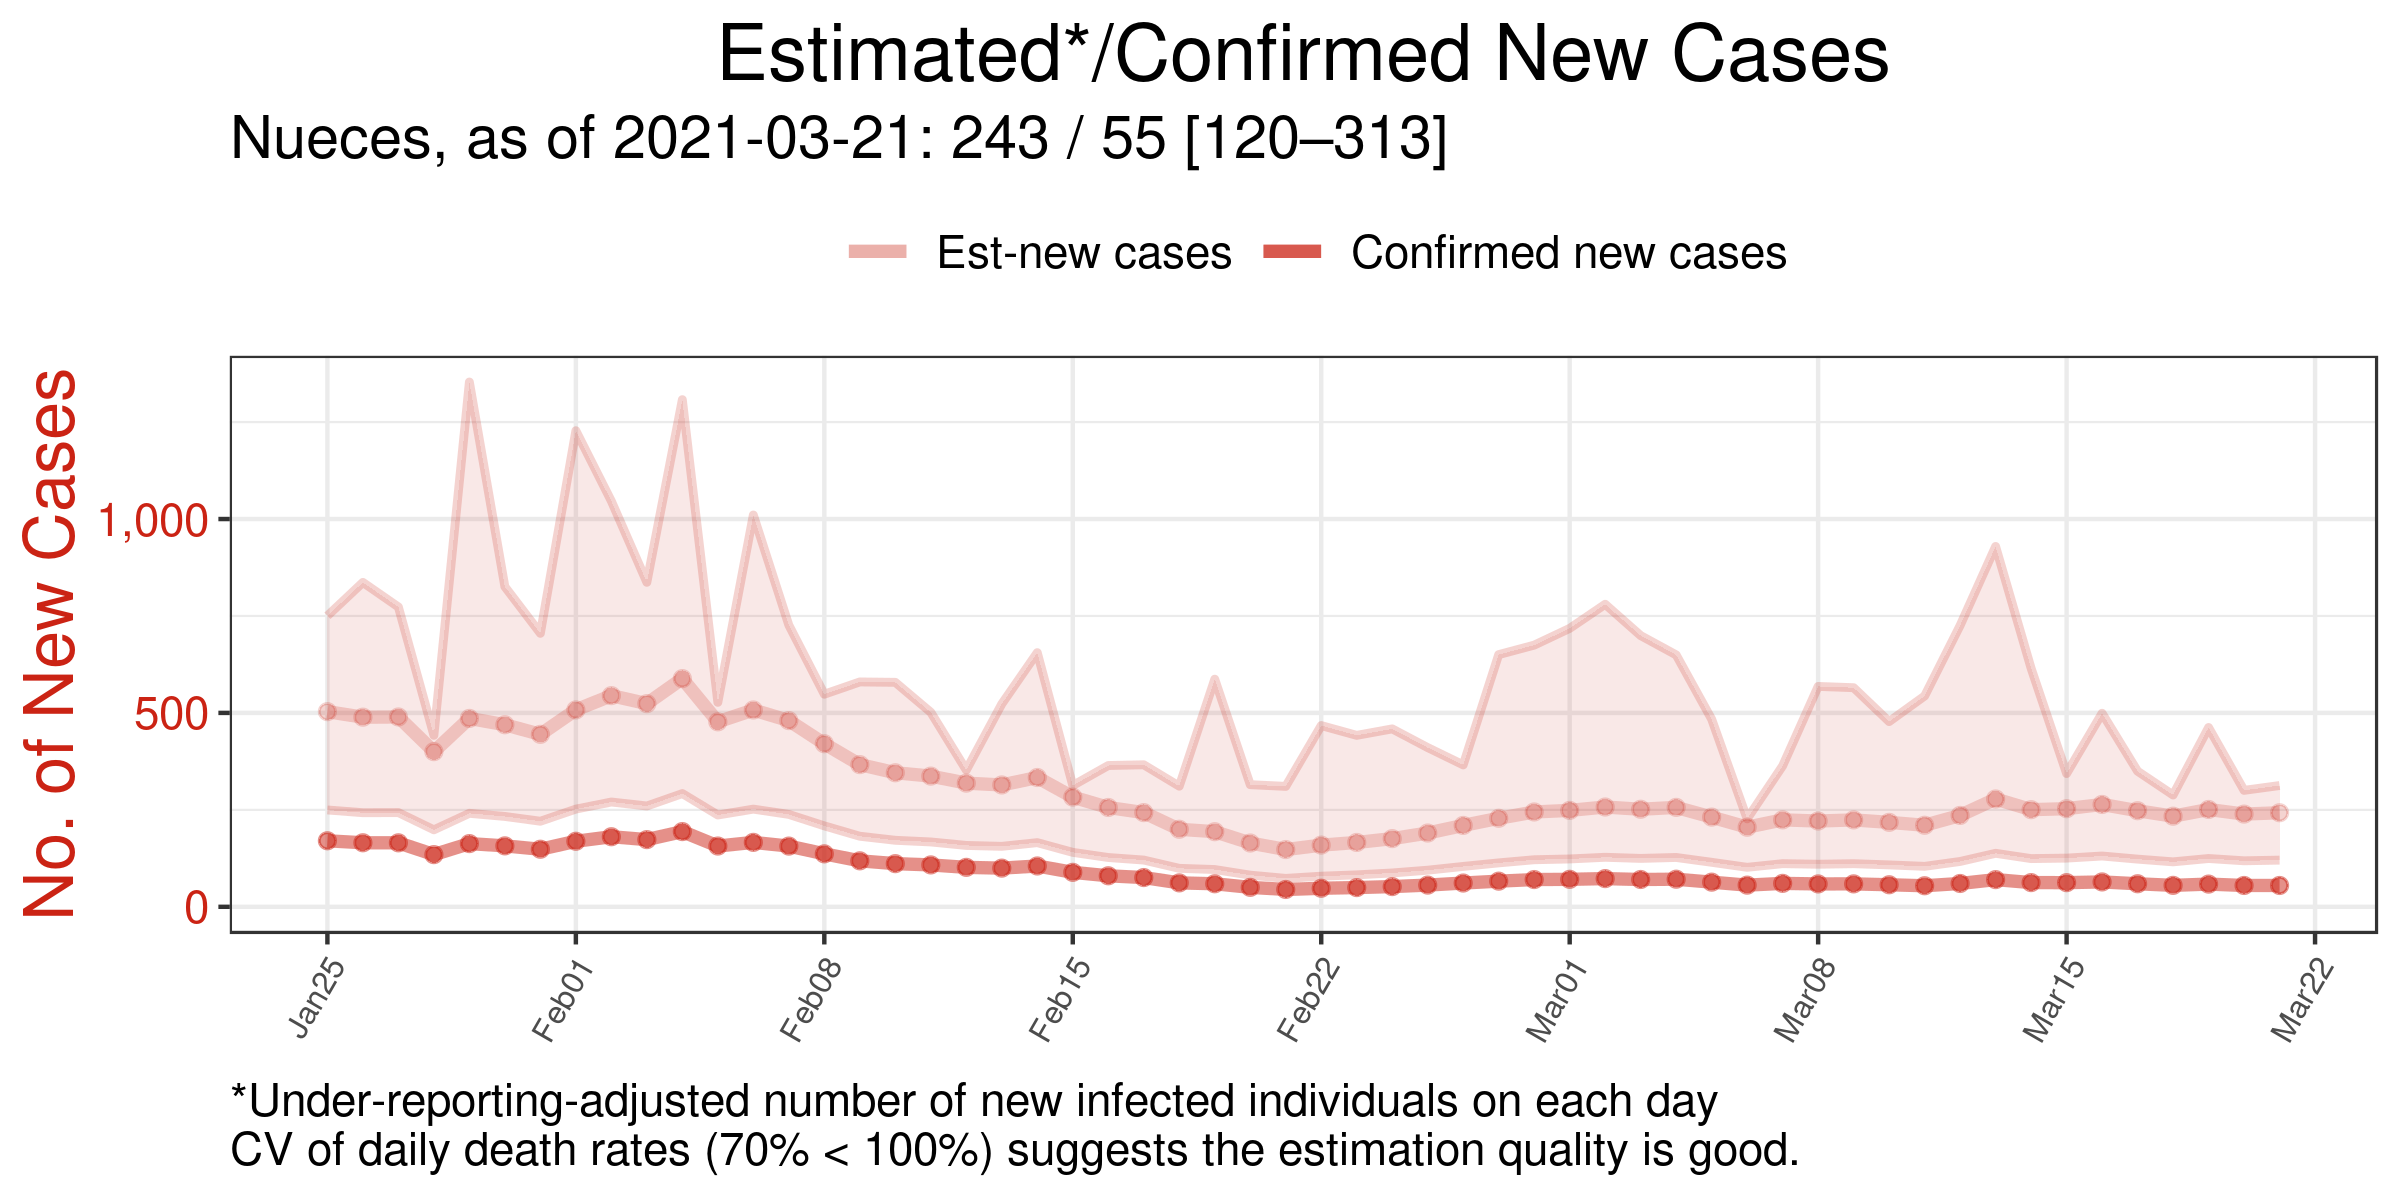 Estimated*/Confirmed New Cases
Nueces, as of 2021-03-21: 243 / 55 [120–313]
Est-new cases Confirmed new cases
No. of New Cases
1,000
500
0
Jan25 Feb01 Feb08 Feb15 Feb22 Mar01 Mar08 Mar15 Mar22
*Under-reporting-adjusted number of new infected individuals on each day
CV of daily death rates (70% < 100%) suggests the estimation quality is good.